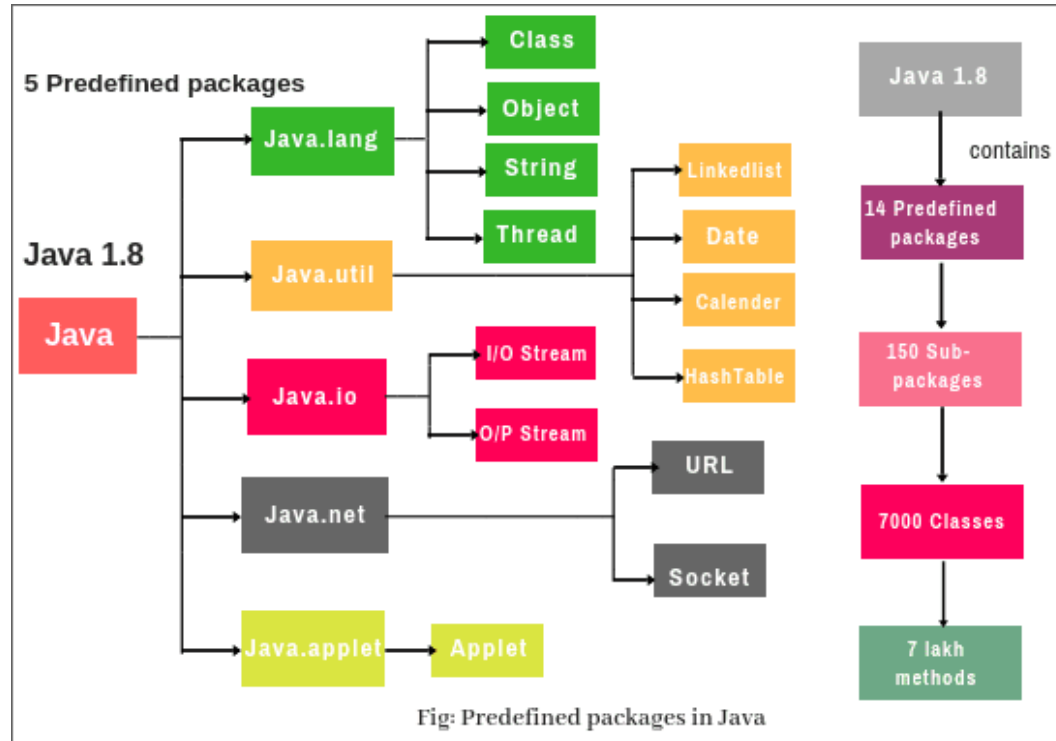 5 Predefined packages
Java 1.8
Java
Java.lang
Class
Object
String
Thread
Java.util
Linkedlist
Date
Calender
HashTable
Java.io
I/O Stream
O/P Stream
Java.net
URL
Socket
Java.applet
Applet
Java 1.8
contains
14 Predefined
packages
150 Sub-
packages
7000 Classes
7 lakh
methods
Fig: Predefined packages in Java